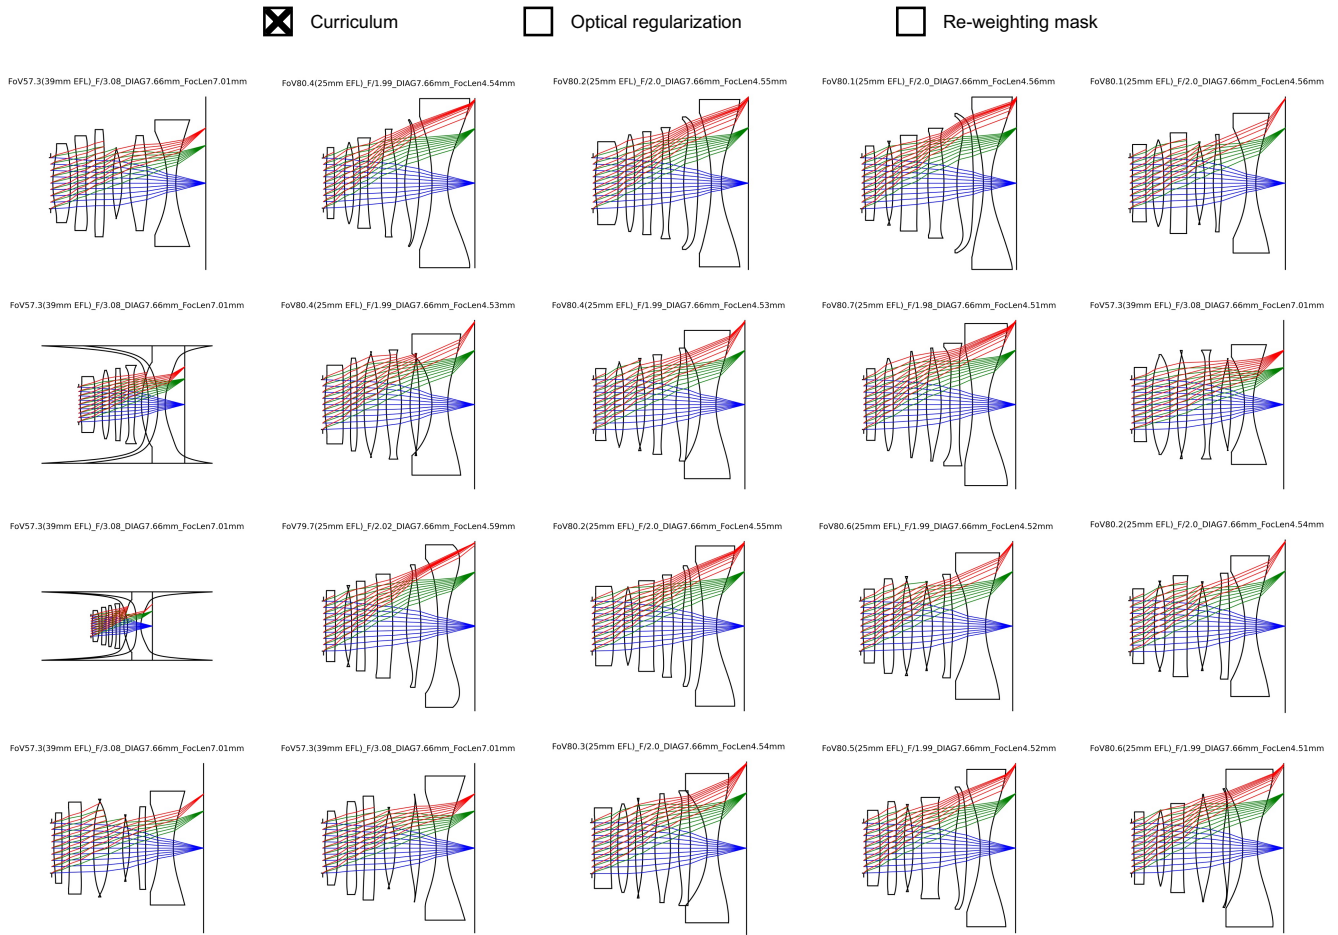 Curriculum Optical regularization Re-weighting mask
FoV57.3(39mm EFL)_F/3.08_DIAG7.66mm_FocLen7.01mm FoV80.4(25mm EFL)_F/1.99_DIAG7.66mm_FocLen4.54mm FoV80.2(25mm EFL)_F/2.0_DIAG7.66mm_FocLen4.55mm FoV80.1(25mm EFL)_F/2.0_DIAG7.66mm_FocLen4.56mm FoV80.1(25mm EFL)_F/2.0_DIAG7.66mm_FocLen4.56mm
FoV57.3(39mm EFL)_F/3.08_DIAG7.66mm_FocLen7.01mm FoV80.4(25mm EFL)_F/1.99_DIAG7.66mm_FocLen4.53mm FoV80.4(25mm EFL)_F/1.99_DIAG7.66mm_FocLen4.53mm FoV80.7(25mm EFL)_F/1.98_DIAG7.66mm_FocLen4.51mm FoV57.3(39mm EFL)_F/3.08_DIAG7.66mm_FocLen7.01mm
FoV57.3(39mm EFL)_F/3.08_DIAG7.66mm_FocLen7.01mm FoV79.7(25mm EFL)_F/2.02_DIAG7.66mm_FocLen4.59mm FoV80.2(25mm EFL)_F/2.0_DIAG7.66mm_FocLen4.55mm FoV80.6(25mm EFL)_F/1.99_DIAG7.66mm_FocLen4.52mm FoV80.2(25mm EFL)_F/2.0_DIAG7.66mm_FocLen4.54mm
FoV57.3(39mm EFL)_F/3.08_DIAG7.66mm_FocLen7.01mm FoV57.3(39mm EFL)_F/3.08_DIAG7.66mm_FocLen7.01mm FoV80.3(25mm EFL)_F/2.0_DIAG7.66mm_FocLen4.54mm FoV80.5(25mm EFL)_F/1.99_DIAG7.66mm_FocLen4.52mm FoV80.6(25mm EFL)_F/1.99_DIAG7.66mm_FocLen4.51mm